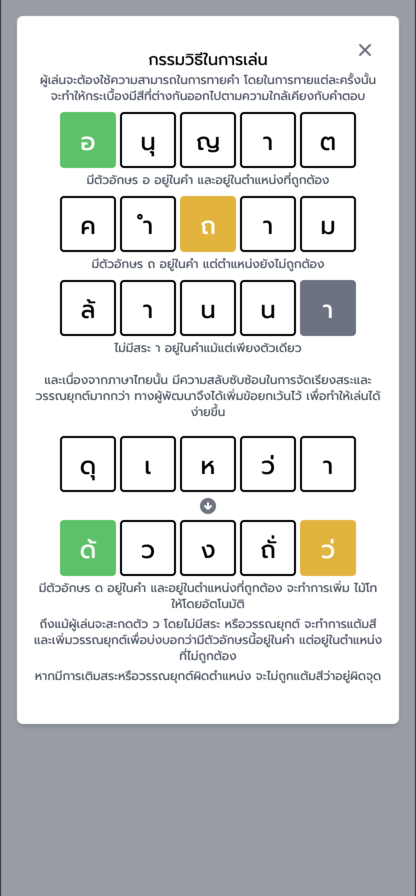 กรรมวิธีในการเล่น
ผู้เล่นจะต้องใช้ความสามารถในการทายคำ โดยในการทายแต่ละครั้งนั้น
จะทำให้กระเบื้องมีสีที่ต่างกันออกไปตามความใกล้เคียงกับคำตอบ
อ นุ ญ า ต
มีตัวอักษร อ อยู่ในคำ และอยู่ในตำแหน่งที่ถูกต้อง
ค ำ ถ า ม
มีตัวอักษร ถ อยู่ในคำ แต่ตำแหน่งยังไม่ถูกต้อง
ล้ า น น า
ไม่มีสระ า อยู่ในคำแม้แต่เพียงตัวเดียว
และเนื่องจากภาษาไทยนั้น มีความสลับซับซ้อนในการจัดเรียงสระและ
วรรณยุกต์มากกว่า ทางผู้พัฒนาจึงได้เพิ่มข้อยกเว้นไว้ เพื่อทำให้เล่นได้
ง่ายขึ้น
ดุ เ ห ว่ า
ด้ ว ง ถั่ ว่
มีตัวอักษร ด อยู่ในคำ และอยู่ในตำแหน่งที่ถูกต้อง จะทำการเพิ่ม ไม้โท
ให้โดยอัตโนมัติ
ถึงแม้ผู้เล่นจะสะกดตัว ว โดยไม่มีสระ หรือวรรณยุกต์ จะทำการแต้มสี
และเพิ่มวรรณยุกต์เพื่อบ่งบอกว่ามีตัวอักษรนี้อยู่ในคำ แต่อยู่ในตำแหน่ง
ที่ไม่ถูกต้อง
หากมีการเติมสระหรือวรรณยุกต์ผิดตำแหน่ง จะไม่ถูกแต้มสีว่าอยู่ผิดจุด